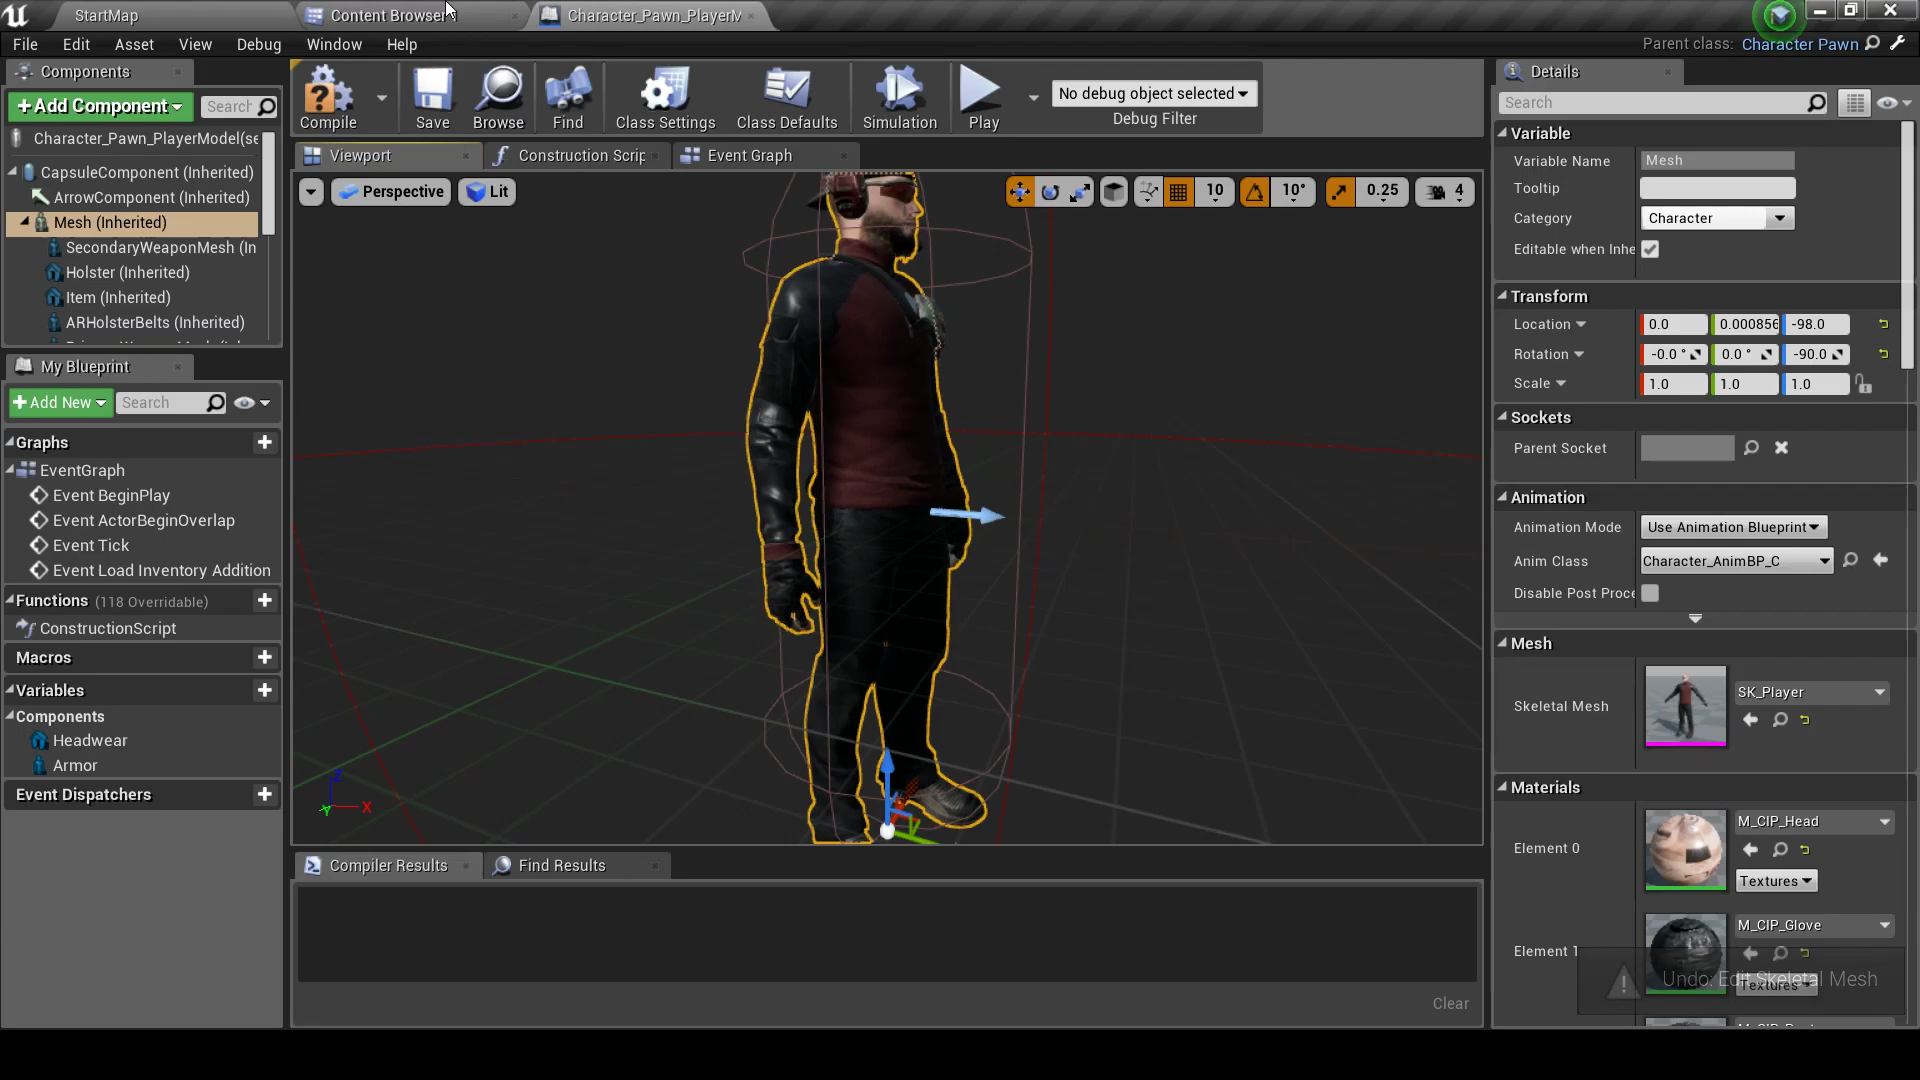 StartMap
Content Browser
Character_Pawn_PlayerM
File Edit Asset View Debug Window Help
Parent class: Character Pawn
Components
+Add Component
Search
Character_Pawn_PlayerModel(se
CapsuleComponent (Inherited)
ArrowComponent (Inherited)
Mesh (Inherited)
SecondaryWeaponMesh (In
Holster (Inherited)
Item (Inherited)
ARHolsterBelts (Inherited)
My Blueprint
+Add New
Search
Graphs
EventGraph
Event BeginPlay
Event ActorBeginOverlap
Event Tick
Event Load Inventory Addition
Functions (118 Overridable)
ConstructionScript
Macros
Variables
Components
Headwear
Armor
Event Dispatchers
Compile
Save
Browse
Find
Class Settings
Class Defaults
Simulation
Play
No debug object selected
Debug Filter
Viewport
Construction Scrip
Event Graph
Perspective
Lit
10
10°
0.25
4
Z
X
Y
Compiler Results
Find Results
Clear
Details
Search
Variable
Variable Name Mesh
Tooltip
Category Character
Editable when Inhe
Transform
Location 0.0 0.000856 -98.0
Rotation -0.0 ° 0.0 ° -90.0
Scale 1.0 1.0 1.0
Sockets
Parent Socket
Animation
Animation Mode Use Animation Blueprint
Anim Class Character_AnimBP_C
Disable Post Proce
Mesh
Skeletal Mesh SK_Player
Materials
Element 0 M_CIP_Head
Textures
Element 1 M_CIP_Glove
Textures
Undo: Edit Skeletal Mesh